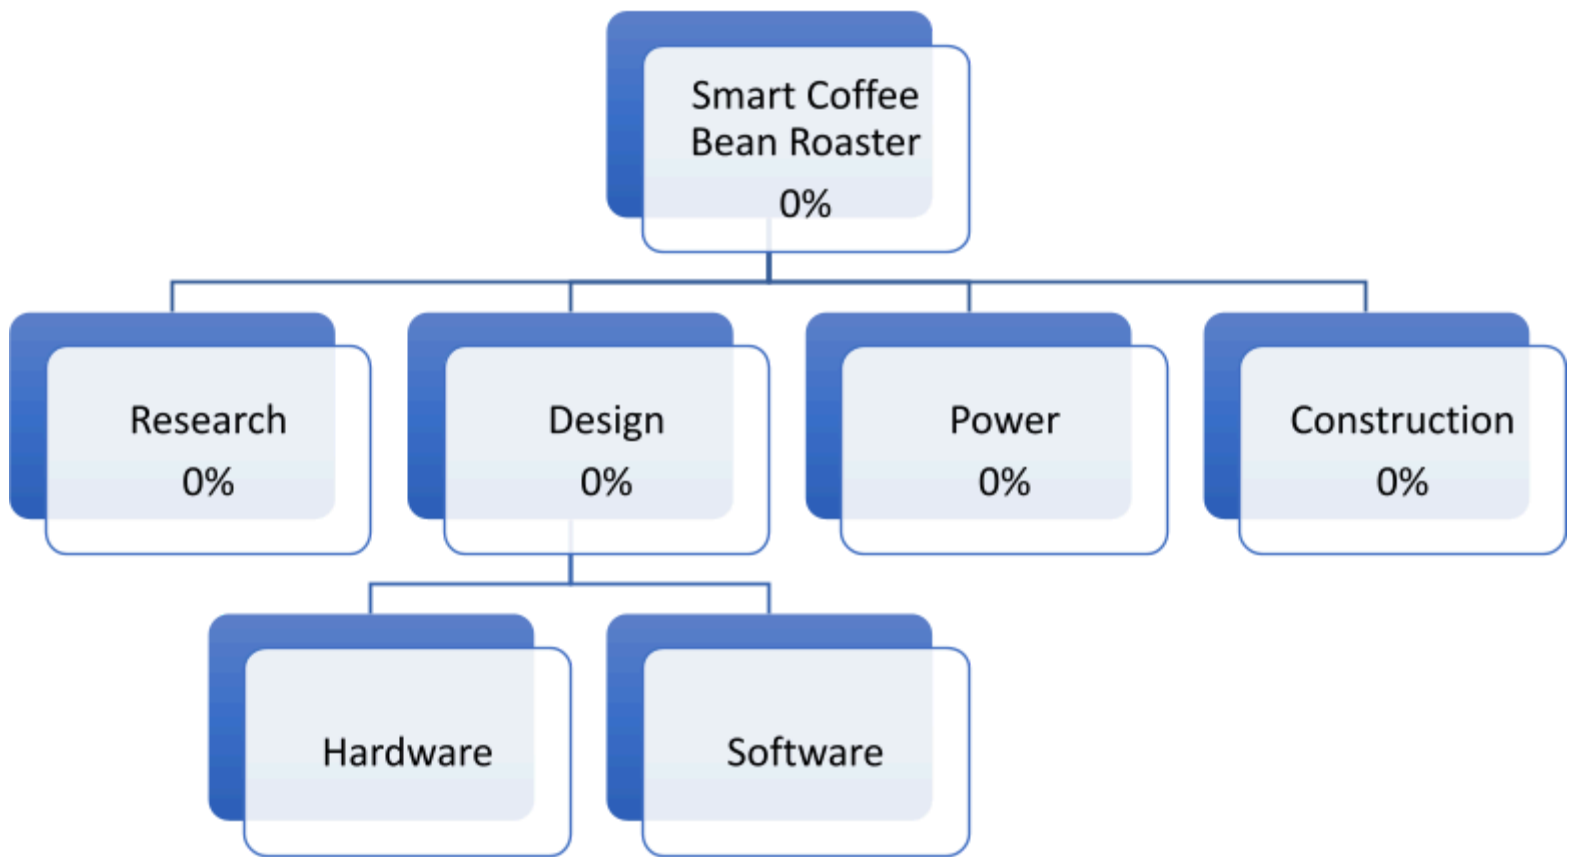 Smart Coffee
Bean Roaster
0%
Research
0%
Design
0%
Power
0%
Construction
0%
Hardware
Software